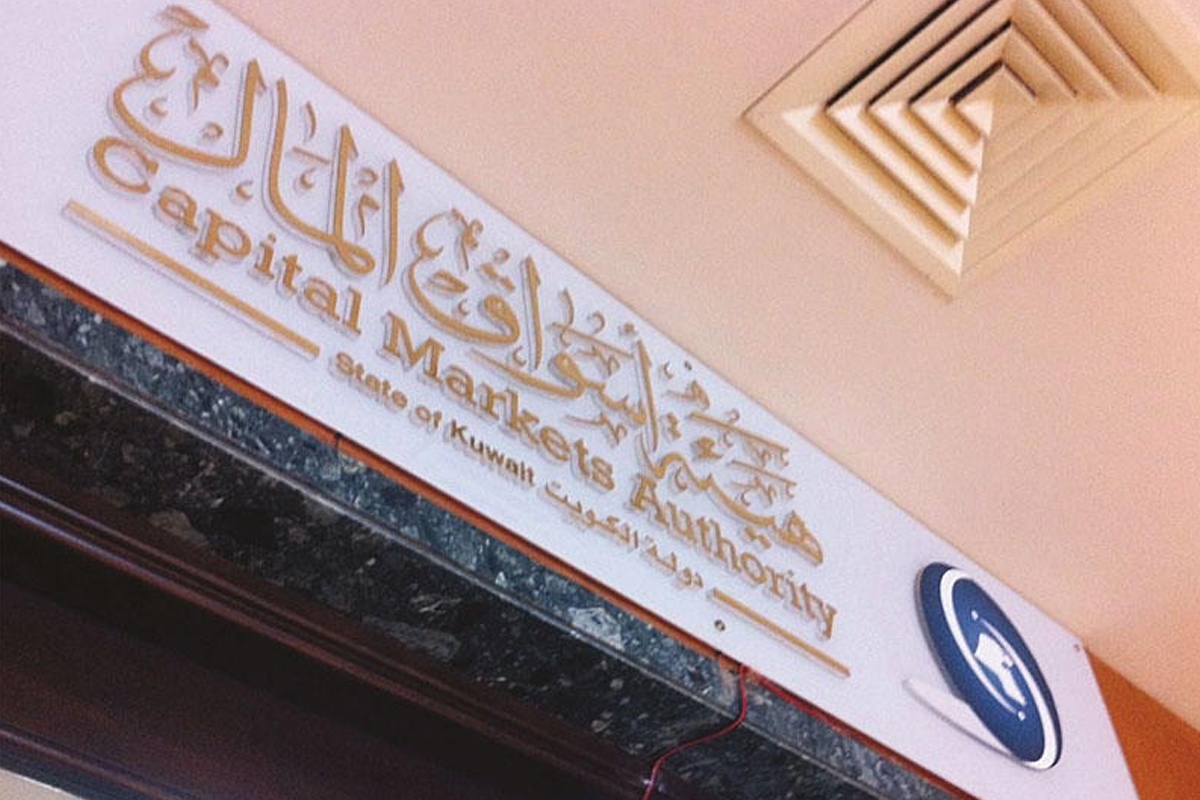 هيئة أسواق المال
Capital Markets Authority
State of Kuwait دولة الكويت